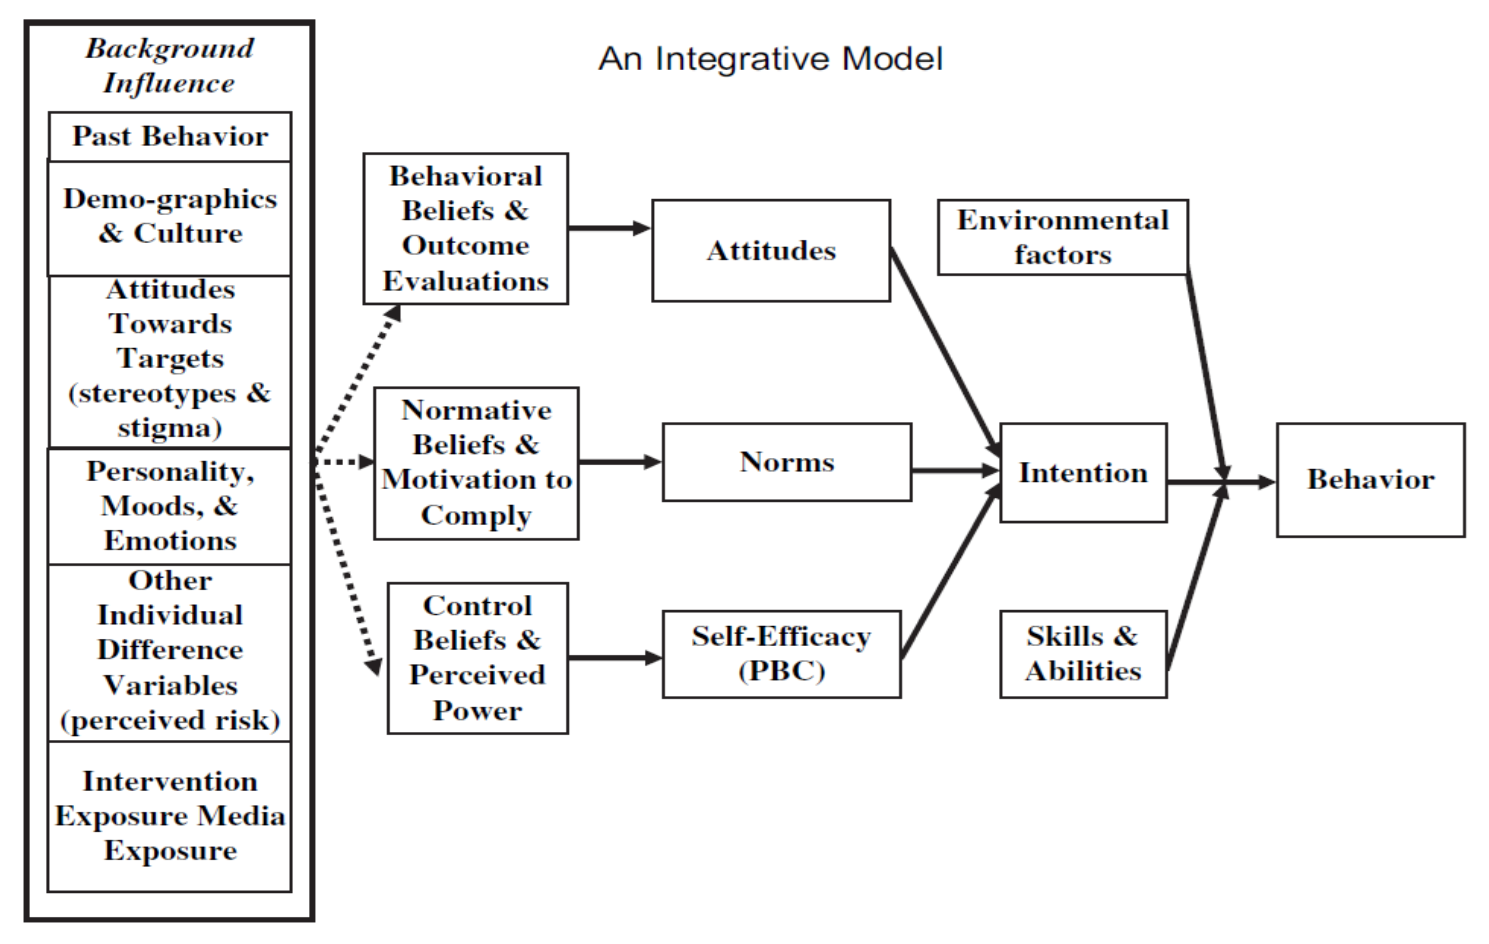 An Integrative Model
Background
Influence
Past Behavior
Demo-graphics
& Culture
Attitudes
Towards
Targets
(stereotypes &
stigma)
Personality,
Moods, &
Emotions
Other
Individual
Difference
Variables
(perceived risk)
Intervention
Exposure Media
Exposure
Behavioral
Beliefs &
Outcome
Evaluations
Normative
Beliefs &
Motivation to
Comply
Control
Beliefs &
Perceived
Power
Attitudes
Norms
Self-Efficacy
(PBC)
Environmental
factors
Intention
Skills &
Abilities
Behavior